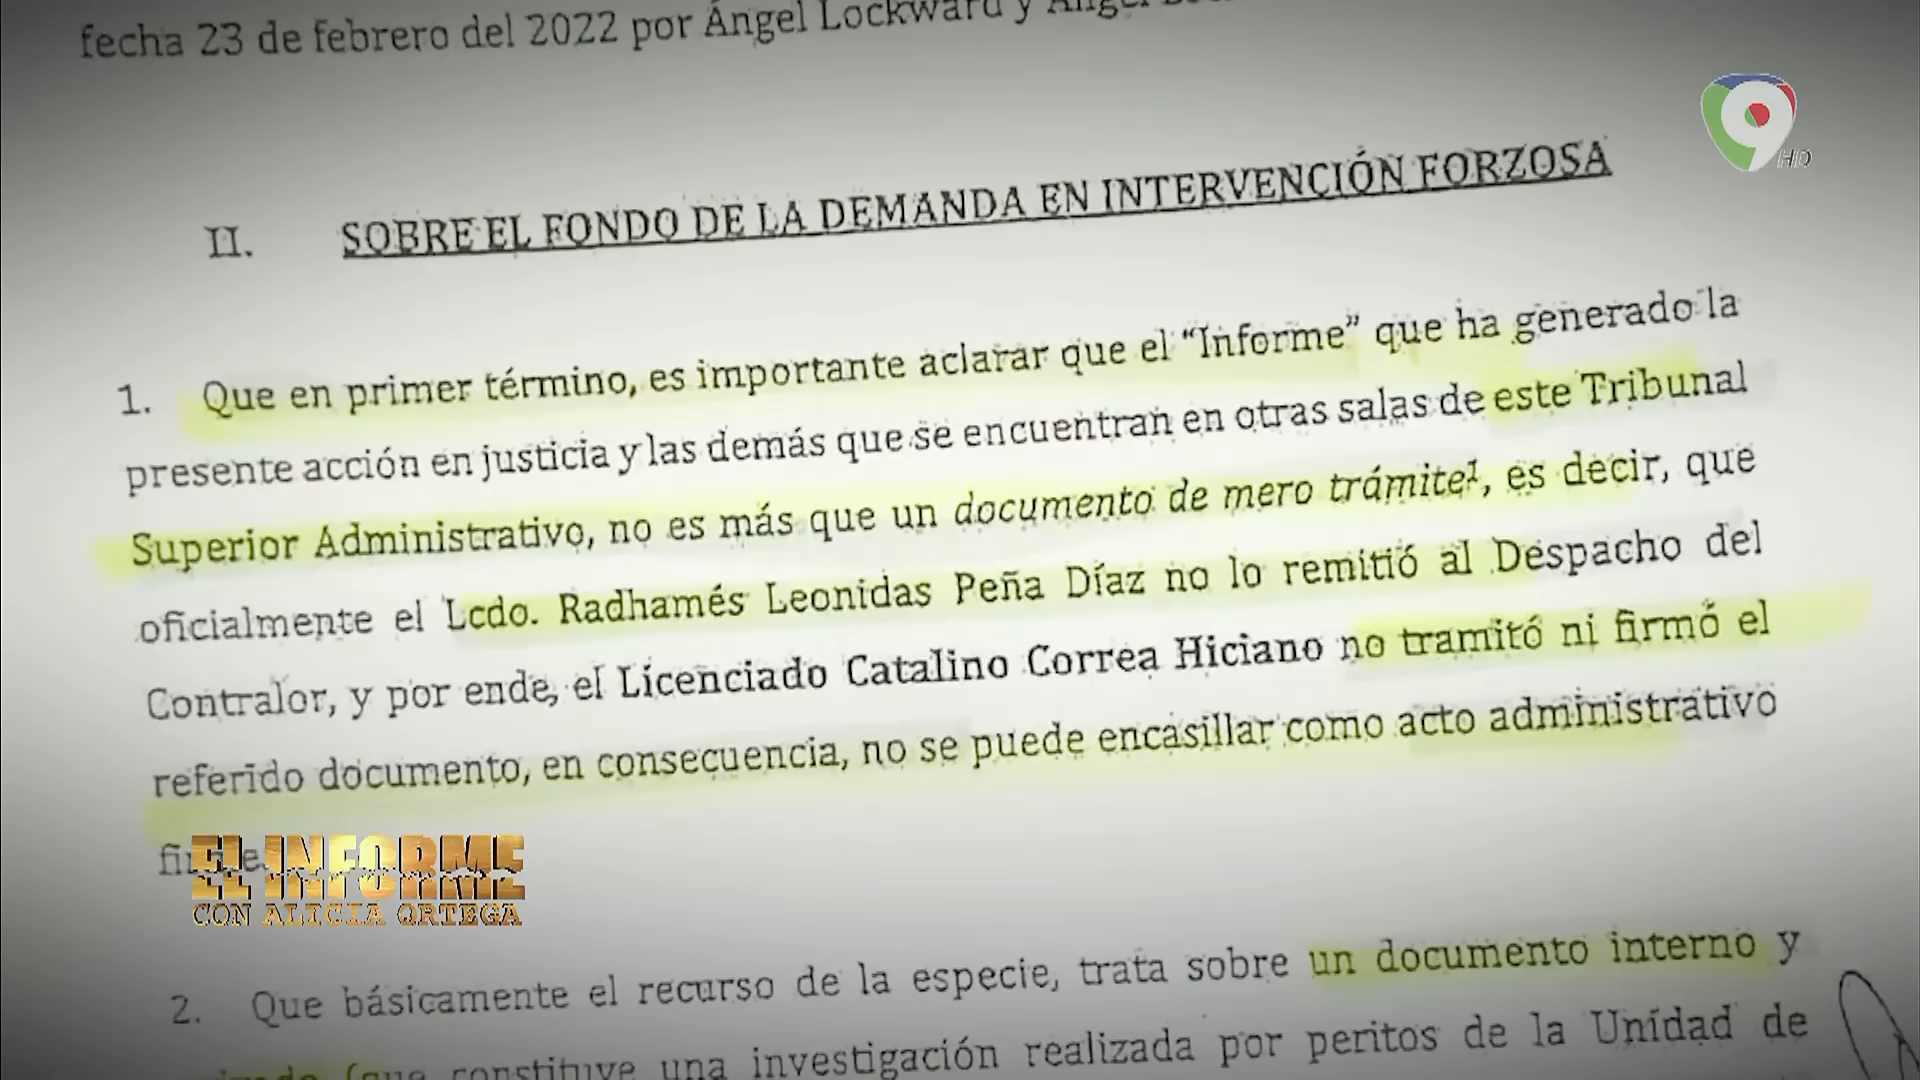 fecha 23 de febrero del 2022 por Ángel Lockward y Ángel
HD
II. SOBRE EL FONDO DE LA DEMANDA EN INTERVENCIÓN FORZOSA
1. Que en primer término, es importante aclarar que el “Informe” que ha generado la
presente acción en justicia y las demás que se encuentran en otras salas de este Tribunal
Superior Administrativo, no es más que un documento de mero trámite¹, es decir, que
oficialmente el Lcdo. Radhamés Leonidas Peña Díaz no lo remitió al Despacho del
Contralor, y por ende, el Licenciado Catalino Correa Hiciano no tramitó ni firmó el
referido documento, en consecuencia, no se puede encasillar como acto administrativo
EL INFORME
CON ALICIA ORTEGA
2. Que básicamente el recurso de la especie, trata sobre un documento interno y
(que constituye una investigación realizada por peritos de la Unidad de